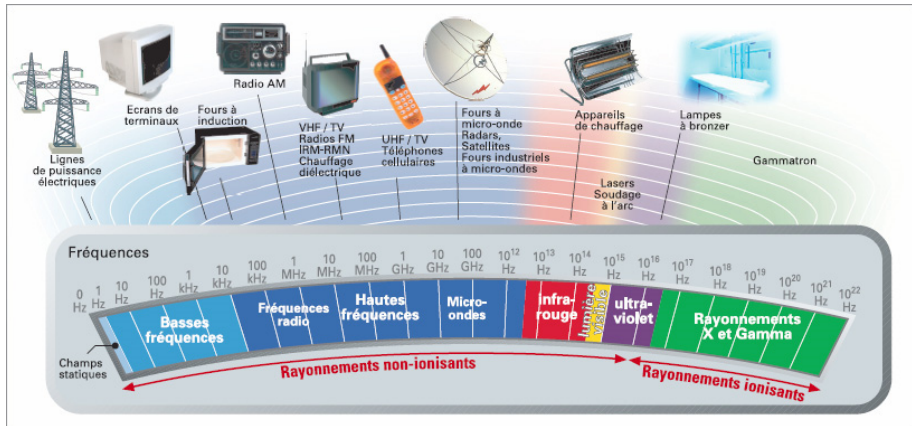 Lignes
de puissance
électriques
Ecrans de
terminaux
Fours à
induction
Radio AM
VHF / TV
Radios FM
IRM-RMN
Chauffage
diélectrique
UHF / TV
Téléphones
cellulaires
Fours à
micro-onde
Radars,
Satellites
Fours industriels
à micro-ondes
Appareils
de chauffage
Lasers
Soudage
à l'arc
Lampes
à bronzer
Gammatron
Fréquences
0
Hz
1
Hz
10
Hz
100
Hz
1
kHz
10
kHz
100
kHz
1
MHz
10
MHz
100
MHz
1
GHz
10
GHz
100
GHz
10¹²
Hz
10¹³
Hz
10¹⁴
Hz
10¹⁵
Hz
10¹⁶
Hz
10¹⁷
Hz
10¹⁸
Hz
10¹⁹
Hz
10²⁰
Hz
10²¹
Hz
10²²
Hz
Champs
statiques
Basses
fréquences
Fréquences
radio
Hautes
fréquences
Micro-
ondes
infra-
rouge
lumière
visible
ultra-
violet
Rayonnements
X et Gamma
Rayonnements non-ionisants
Rayonnements ionisants